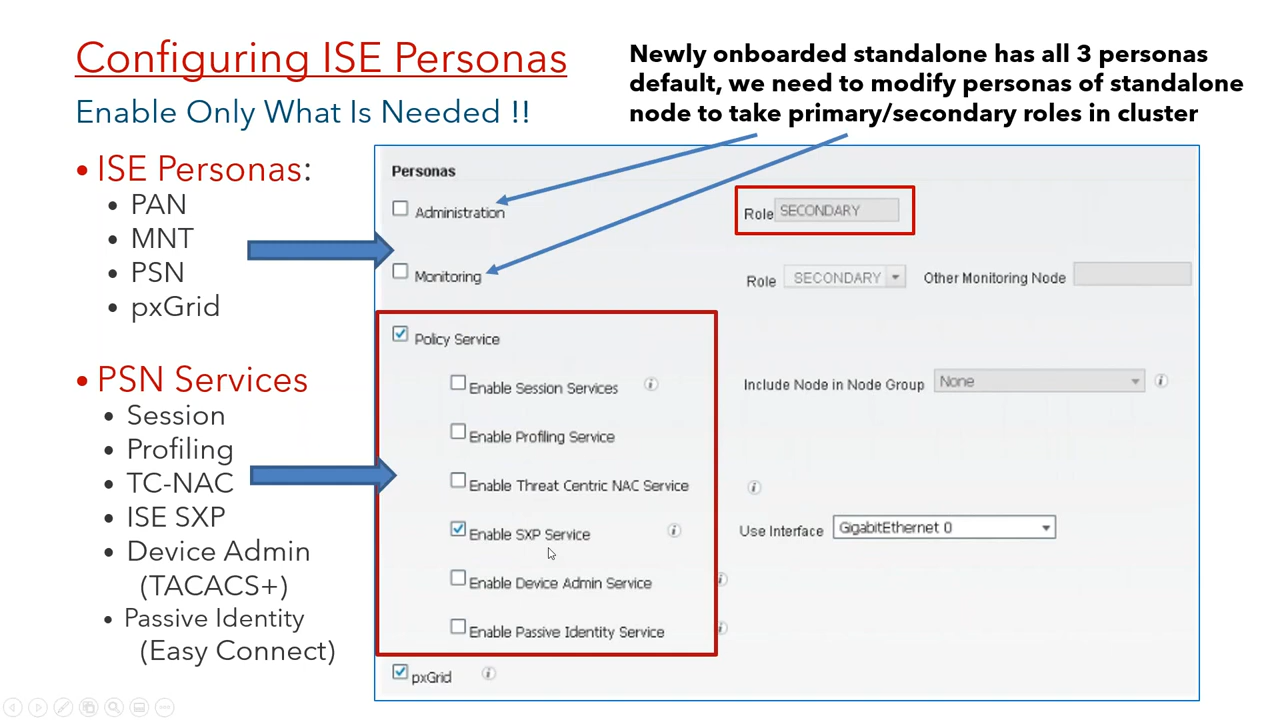 Configuring ISE Personas
Enable Only What Is Needed !!
Newly onboarded standalone has all 3 personas
default, we need to modify personas of standalone
node to take primary/secondary roles in cluster
• ISE Personas:
• PAN
• MNT
• PSN
• pxGrid
• PSN Services
• Session
• Profiling
• TC-NAC
• ISE SXP
• Device Admin
(TACACS+)
• Passive Identity
(Easy Connect)
Personas
Administration
Role SECONDARY
Monitoring
Role SECONDARY Other Monitoring Node
Policy Service
Enable Session Services
Include Node in Node Group None
Enable Profiling Service
Enable Threat Centric NAC Service
Enable SXP Service
Use Interface GigabitEthernet 0
Enable Device Admin Service
Enable Passive Identity Service
pxGrid